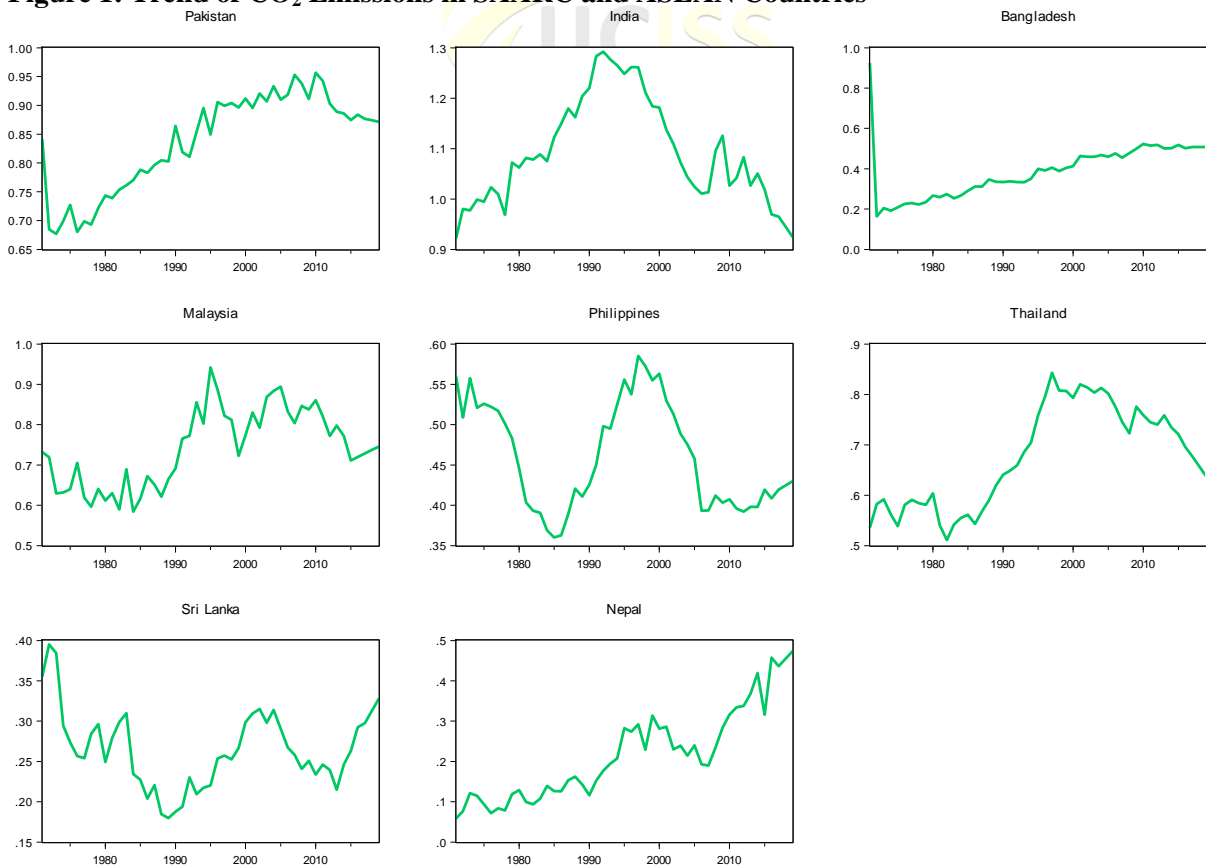 Figure 1: Trend of CO₂ Emissions in SAARC and ASEAN Countries
Pakistan
1.00
0.95
0.90
0.85
0.80
0.75
0.70
0.65
1980 1990 2000 2010
India
1.3
1.2
1.1
1.0
0.9
1980 1990 2000 2010
Bangladesh
1.0
0.8
0.6
0.4
0.2
0.0
1980 1990 2000 2010
Malaysia
1.0
0.9
0.8
0.7
0.6
0.5
1980 1990 2000 2010
Philippines
.60
.55
.50
.45
.40
.35
1980 1990 2000 2010
Thailand
.9
.8
.7
.6
.5
1980 1990 2000 2010
Sri Lanka
.40
.35
.30
.25
.20
.15
1980 1990 2000 2010
Nepal
.5
.4
.3
.2
.1
.0
1980 1990 2000 2010